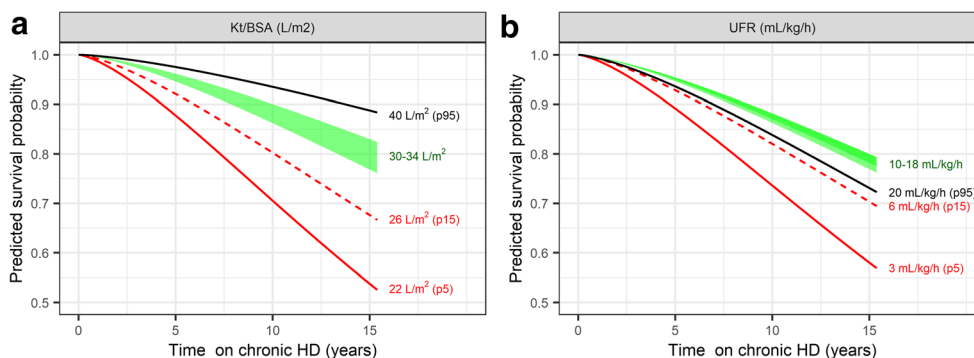 a
Kt/BSA (L/m2)
Predicted survival probabilty
1.0
0.9
0.8
0.7
0.6
0.5
40 L/m² (p95)
30-34 L/m²
26 L/m² (p15)
22 L/m² (p5)
0 5 10 15
Time on chronic HD (years)
b
UFR (mL/kg/h)
Predicted survival probabilty
1.0
0.9
0.8
0.7
0.6
0.5
10-18 mL/kg/h
20 mL/kg/h (p95)
6 mL/kg/h (p15)
3 mL/kg/h (p5)
0 5 10 15
Time on chronic HD (years)